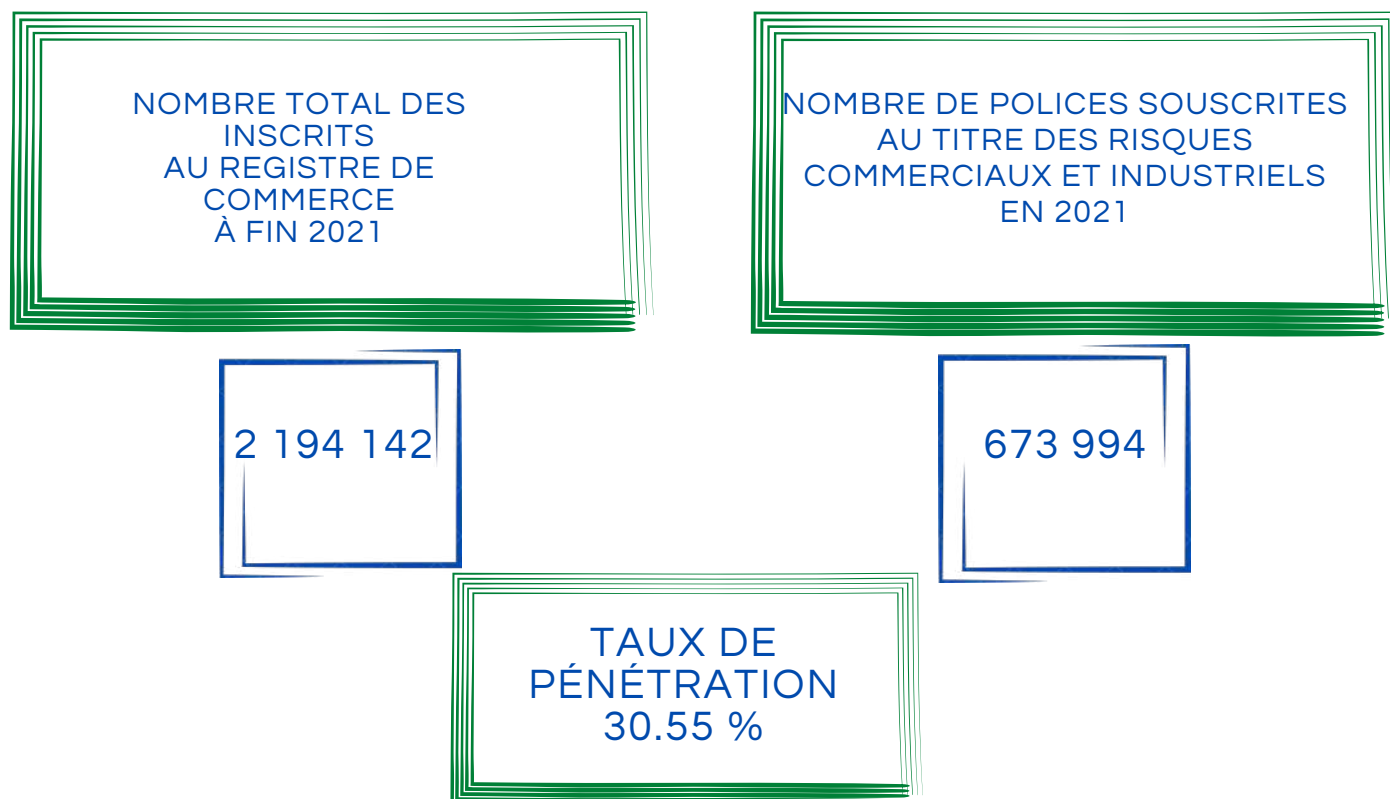 NOMBRE TOTAL DES
INSCRITS
AU REGISTRE DE
COMMERCE
À FIN 2021
NOMBRE DE POLICES SOUSCRITES
AU TITRE DES RISQUES
COMMERCIAUX ET INDUSTRIELS
EN 2021
2 194 142
673 994
TAUX DE
PÉNÉTRATION
30.55 %